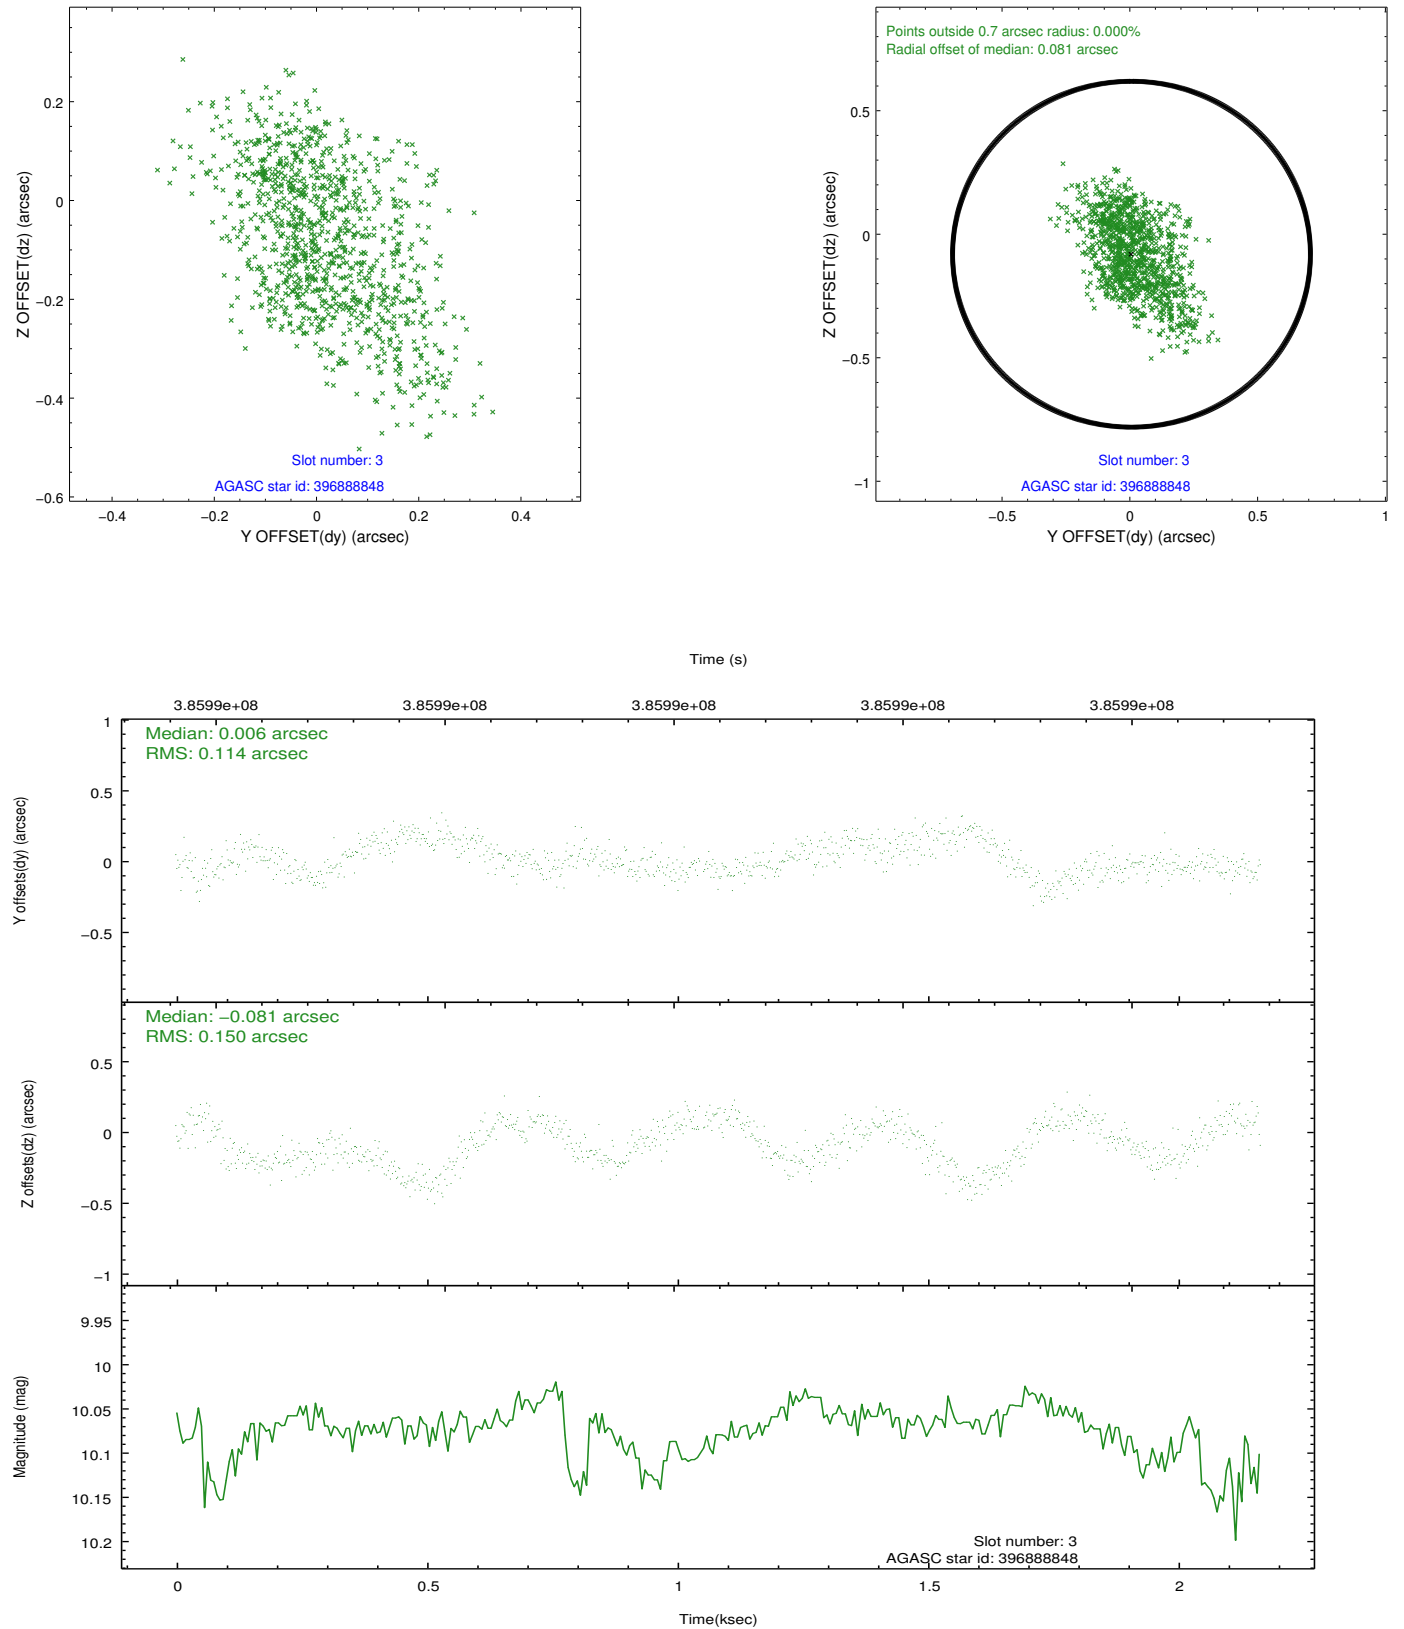 0.2
0
−0.2
−0.4
−0.6
Z OFFSET(dz) (arcsec)
Slot number: 3
AGASC star id: 396888848
−0.4 −0.2 0 0.2 0.4
Y OFFSET(dy) (arcsec)
Points outside 0.7 arcsec radius: 0.000%
Radial offset of median: 0.081 arcsec
0.5
0
−0.5
−1
Z OFFSET(dz) (arcsec)
Slot number: 3
AGASC star id: 396888848
−0.5 0 0.5 1
Y OFFSET(dy) (arcsec)
Time (s)
3.8599e+08 3.8599e+08 3.8599e+08 3.8599e+08 3.8599e+08
Median: 0.006 arcsec
RMS: 0.114 arcsec
1
0.5
0
−0.5
Y offsets(dy) (arcsec)
Median: −0.081 arcsec
RMS: 0.150 arcsec
0.5
0
−0.5
−1
Z offsets(dz) (arcsec)
9.95
10
10.05
10.1
10.15
10.2
Magnitude (mag)
Slot number: 3
AGASC star id: 396888848
0 0.5 1 1.5 2
Time(ksec)